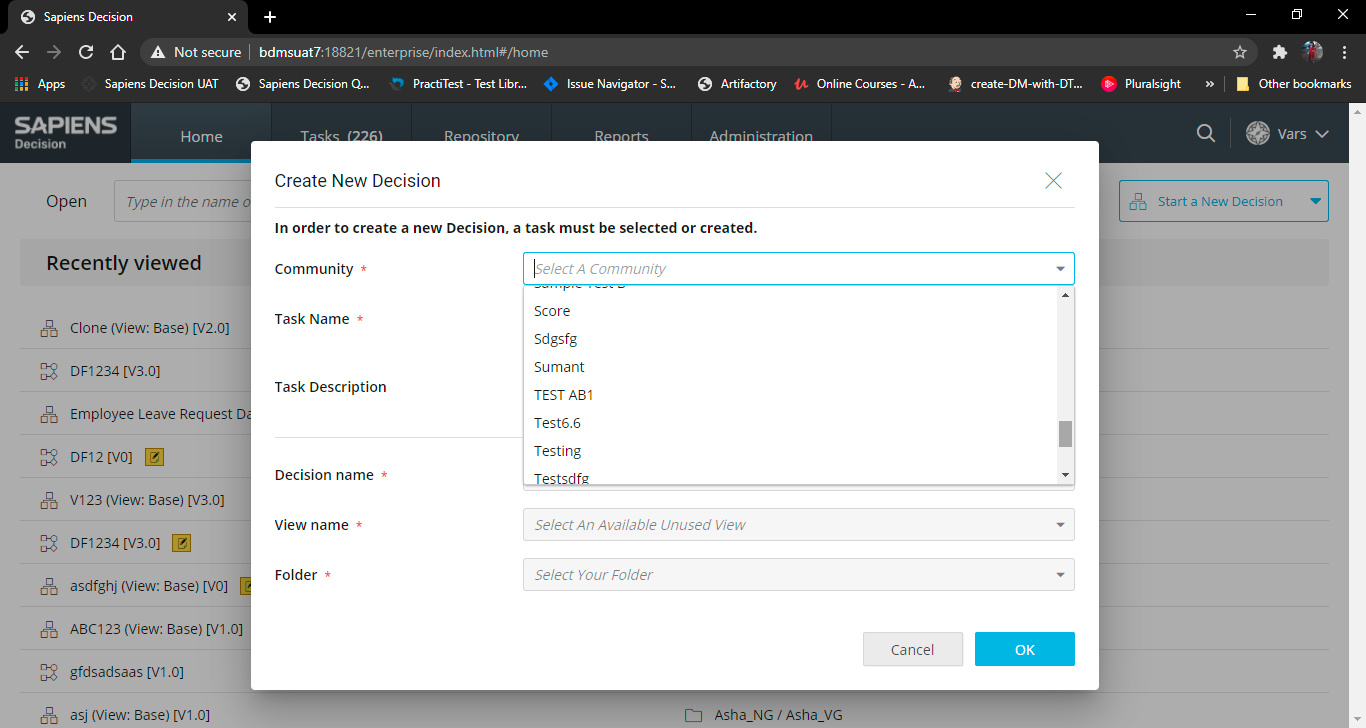 Sapiens Decision
Not secure
bdmsuat7:18821/enterprise/index.html#/home
Apps
Sapiens Decision UAT
Sapiens Decision Q...
PractiTest - Test Libr...
Issue Navigator - S...
Artifactory
Online Courses - A...
create-DM-with-DT...
Pluralsight
»
Other bookmarks
SAPIENS
Decision
Home
Tasks (226)
Repository
Reports
Administration
Vars
Open
Type in the name o
Start a New Decision
Recently viewed
Clone (View: Base) [V2.0]
DF1234 [V3.0]
Employee Leave Request Da
DF12 [V0]
V123 (View: Base) [V3.0]
DF1234 [V3.0]
asdfghj (View: Base) [V0]
ABC123 (View: Base) [V1.0]
gfdsadsaas [V1.0]
asj (View: Base) [V1.0]
Asha_NG / Asha_VG
Create New Decision
In order to create a new Decision, a task must be selected or created.
Community *
Select A Community
Sample Test B
Score
Sdgsfg
Sumant
TEST AB1
Test6.6
Testing
Testsdfg
Task Name *
Task Description
Decision name *
View name *
Select An Available Unused View
Folder *
Select Your Folder
Cancel
OK